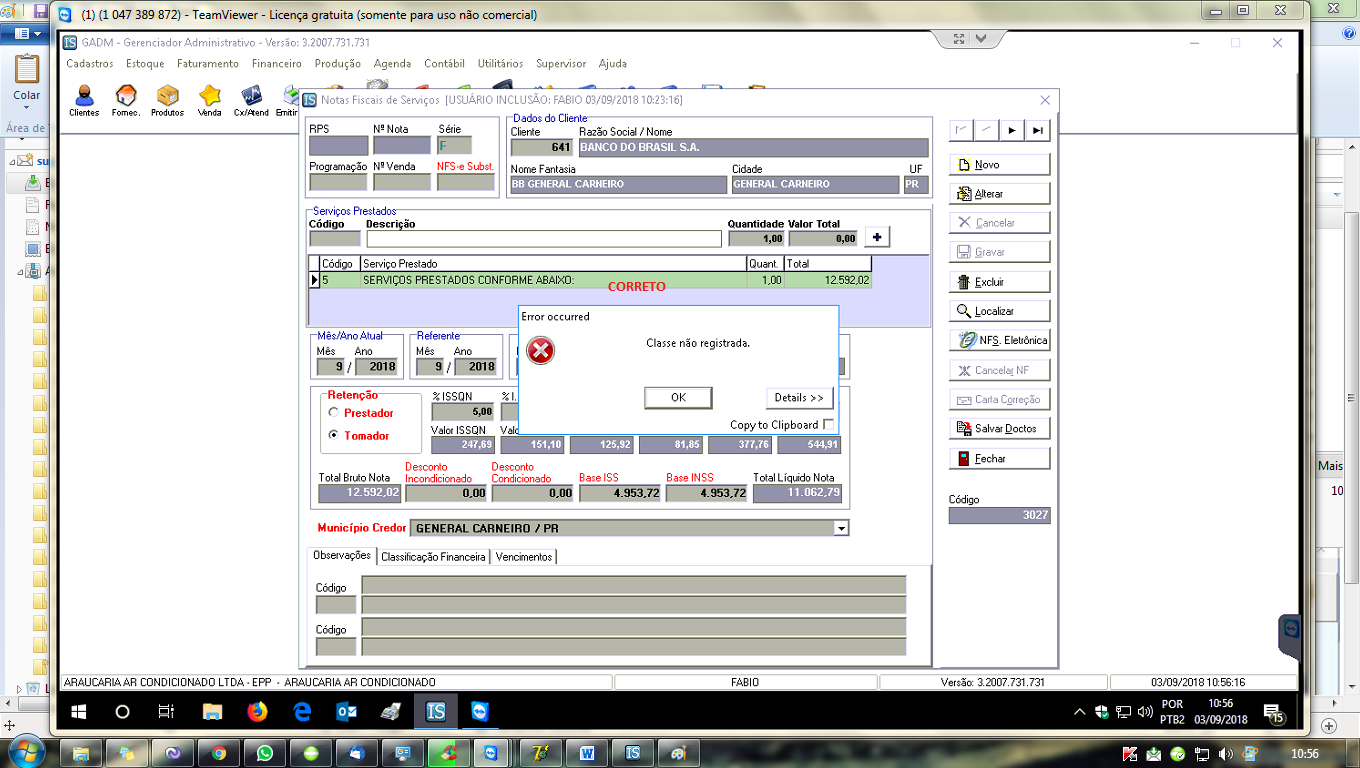 (1) (1 047 389 872) - TeamViewer - Licença gratuita (somente para uso não comercial)
GADM - Gerenciador Administrativo - Versão: 3.2007.731.731
Cadastros Estoque Faturamento Financeiro Produção Agenda Contábil Utilitários Supervisor Ajuda
Colar
Clientes Fornec. Produtos Venda Cx/Atend Emitir
Área de
Notas Fiscais de Serviços [USUÁRIO INCLUSÃO: FABIO 03/09/2018 10:23:16]
RPS Nº Nota Série
F
Programação Nº Venda NFS-e Subst.
Dados do Cliente
Cliente Razão Social / Nome
641 BANCO DO BRASIL S.A.
Nome Fantasia Cidade UF
BB GENERAL CARNEIRO GENERAL CARNEIRO PR
Serviços Prestados
Código Descrição Quantidade Valor Total
1,00 0,00 +
Código Serviço Prestado Quant. Total
5 SERVIÇOS PRESTADOS CONFORME ABAIXO: 1,00 12.592,02
CORRETO
Error occurred
Classe não registrada.
OK Details >>
Copy to Clipboard
Mês/Ano Atual Referente
Mês Ano Mês Ano
9 / 2018 9 / 2018
Retenção
Prestador
Tomador
% ISSQN
5,00
Valor ISSQN
247,69 151,10 125,92 81,85 377,76 544,91
Total Bruto Nota Desconto Incondicionado Desconto Condicionado Base ISS Base INSS Total Líquido Nota
12.592,02 0,00 0,00 4.953,72 4.953,72 11.062,79
Município Credor GENERAL CARNEIRO / PR
Observações Classificação Financeira Vencimentos
Código
Código
Novo
Alterar
Cancelar
Gravar
Excluir
Localizar
NFS. Eletrônica
Cancelar NF
Carta Correção
Salvar Doctos
Fechar
Código
3027
Mais
10
ARAUCARIA AR CONDICIONADO LTDA - EPP - ARAUCARIA AR CONDICIONADO FABIO Versão: 3.2007.731.731 03/09/2018 10:56:16
POR
PTB2
10:56
03/09/2018
15
10:56